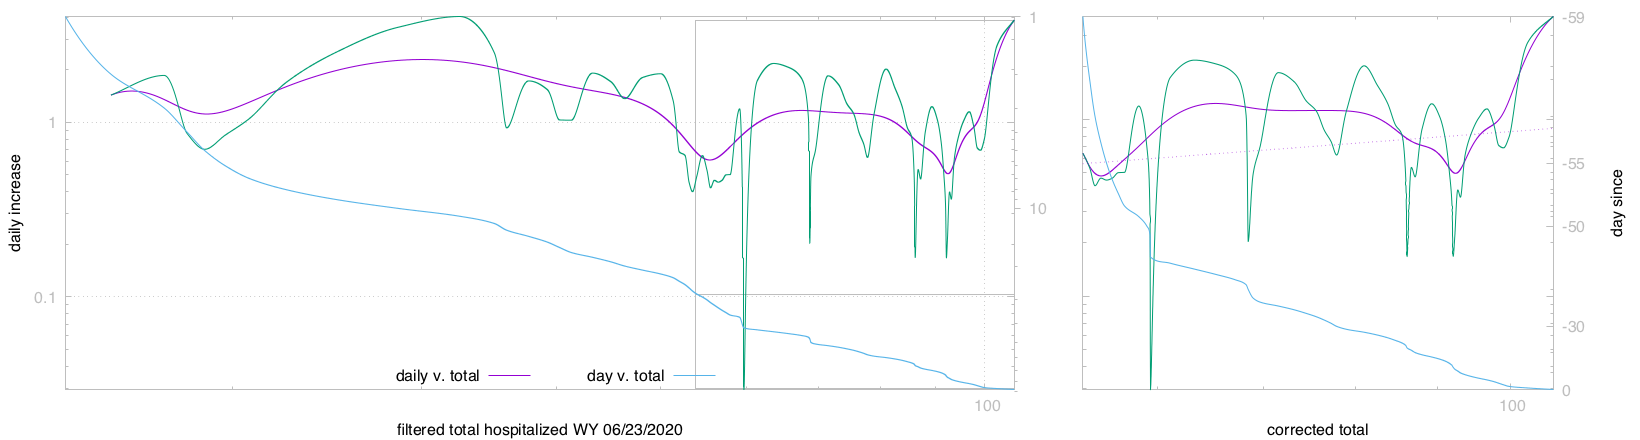 daily increase
1
0.1
1
10
100
daily v. total
day v. total
filtered total hospitalized WY 06/23/2020
-59
-55
-50
-30
0
100
day since
corrected total